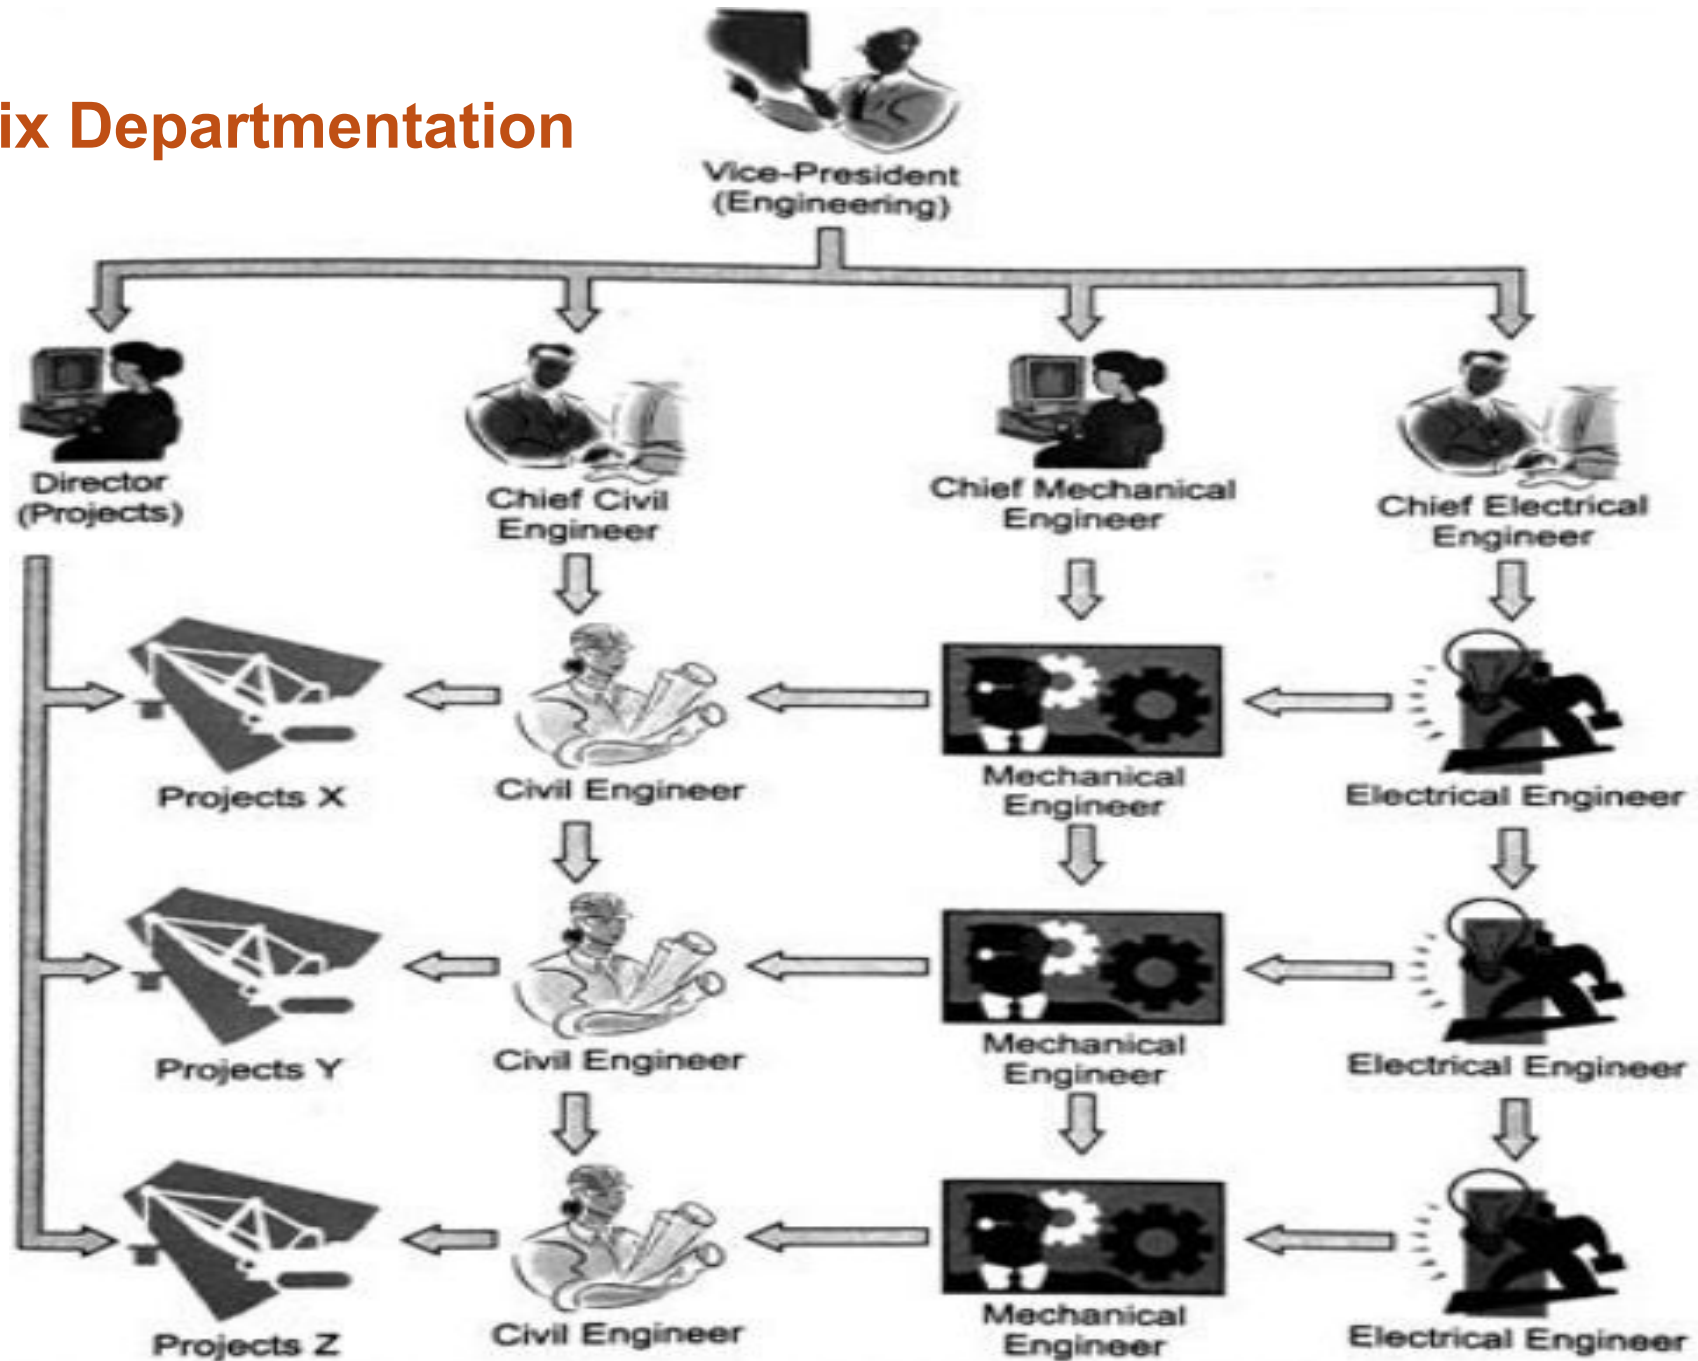 ix Departmentation
Vice-President
(Engineering)
Director
(Projects)
Chief Civil
Engineer
Chief Mechanical
Engineer
Chief Electrical
Engineer
Projects X
Civil Engineer
Mechanical
Engineer
Electrical Engineer
Projects Y
Civil Engineer
Mechanical
Engineer
Electrical Engineer
Projects Z
Civil Engineer
Mechanical
Engineer
Electrical Engineer